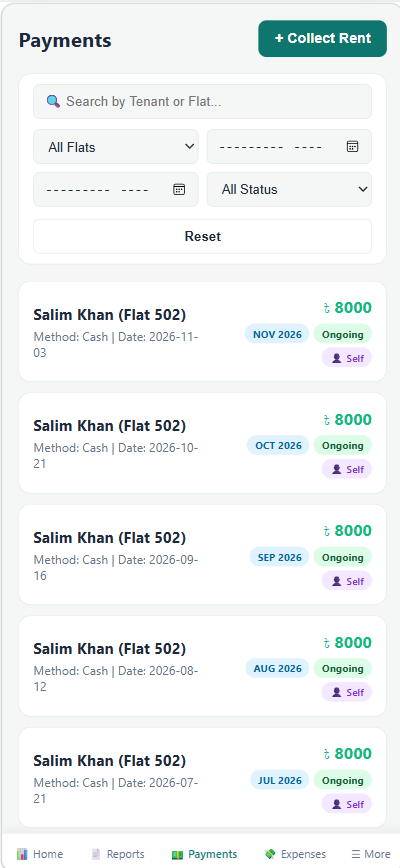 Payments
+ Collect Rent
🔍 Search by Tenant or Flat...
All Flats
--------- ----
--------- ----
All Status
Reset
Salim Khan (Flat 502)
৳ 8000
Method: Cash | Date: 2026-11-
03
NOV 2026
Ongoing
👤 Self
Salim Khan (Flat 502)
৳ 8000
Method: Cash | Date: 2026-10-
21
OCT 2026
Ongoing
👤 Self
Salim Khan (Flat 502)
৳ 8000
Method: Cash | Date: 2026-09-
16
SEP 2026
Ongoing
👤 Self
Salim Khan (Flat 502)
৳ 8000
Method: Cash | Date: 2026-08-
12
AUG 2026
Ongoing
👤 Self
Salim Khan (Flat 502)
৳ 8000
Method: Cash | Date: 2026-07-
21
JUL 2026
Ongoing
👤 Self
📊 Home
📄 Reports
💵 Payments
💸 Expenses
☰ More